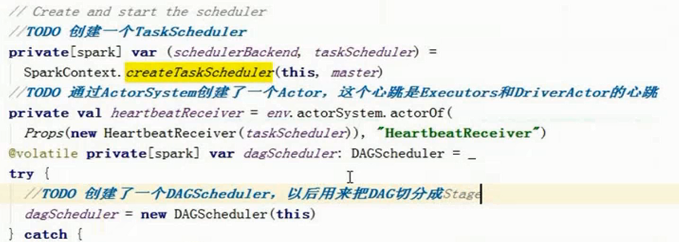 // Create and start the scheduler
//TODO 创建一个TaskScheduler
private[spark] var (schedulerBackend, taskScheduler) =
SparkContext.createTaskScheduler(this, master)
//TODO 通过ActorSystem创建了一个Actor，这个心跳是Executors和DriverActor的心跳
private val heartbeatReceiver = env.actorSystem.actorOf(
Props(new HeartbeatReceiver(taskScheduler)), "HeartbeatReceiver")
@volatile private[spark] var dagScheduler: DAGScheduler = _
try {
//TODO 创建了一个DAGScheduler，以后用来把DAG切分成Stage
dagScheduler = new DAGScheduler(this)
} catch {